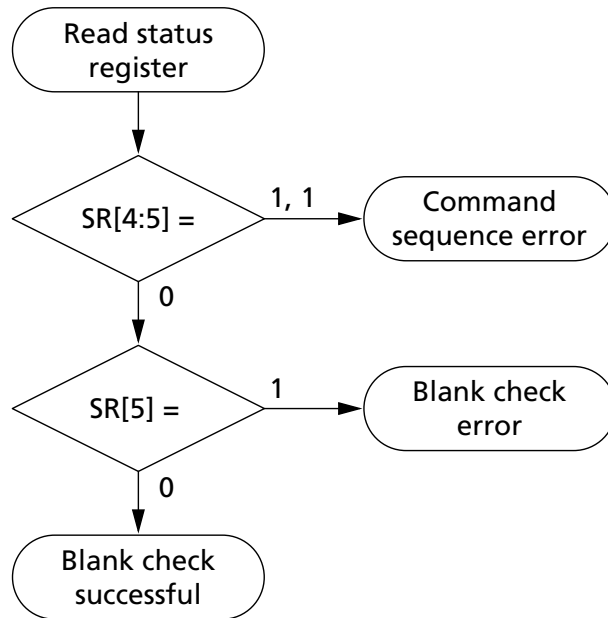 Read status
register
SR[4:5] =
1, 1
Command
sequence error
0
SR[5] =
1
Blank check
error
0
Blank check
successful